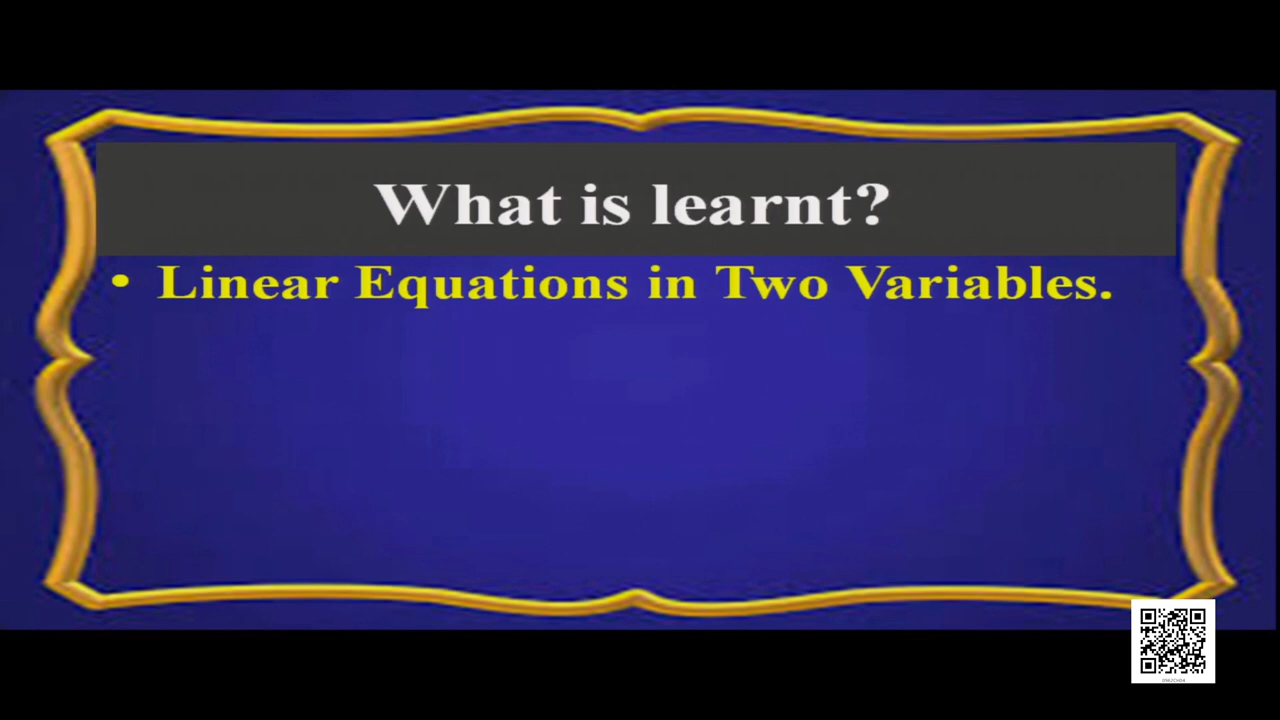 What is learnt?
• Linear Equations in Two Variables.